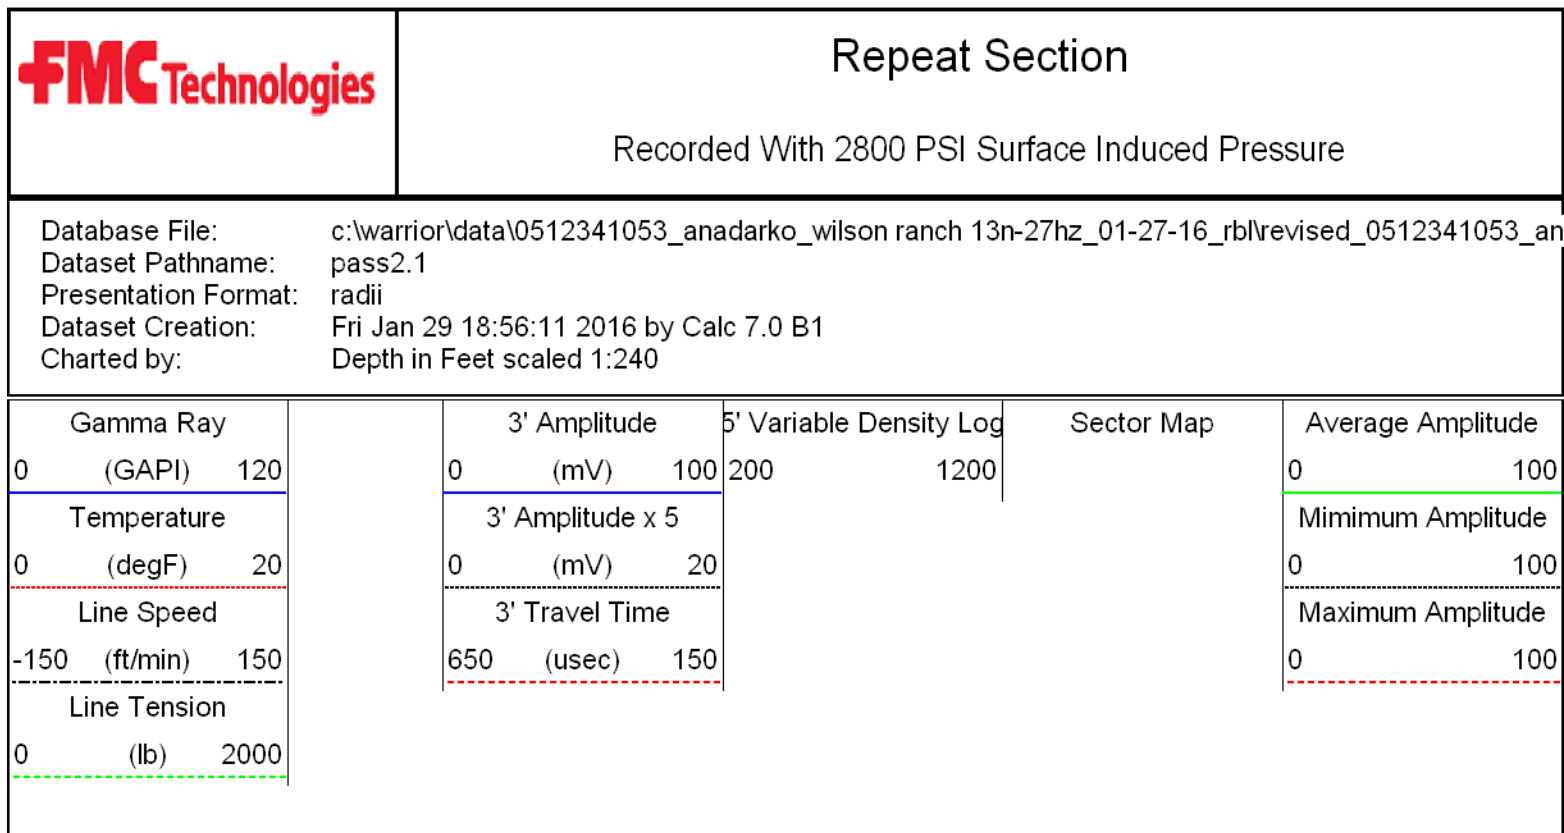 FMC Technologies
Repeat Section
Recorded With 2800 PSI Surface Induced Pressure
Database File: c:\warrior\data\0512341053_anadarko_wilson ranch 13n-27hz_01-27-16_rbl\revised_0512341053_an
Dataset Pathname: pass2.1
Presentation Format: radii
Dataset Creation: Fri Jan 29 18:56:11 2016 by Calc 7.0 B1
Charted by: Depth in Feet scaled 1:240
Gamma Ray 3' Amplitude 5' Variable Density Log Sector Map Average Amplitude
0 (GAPI) 120 0 (mV) 100 200 1200 0 100
Temperature 3' Amplitude x 5 Mimimum Amplitude
0 (degF) 20 0 (mV) 20 0 100
Line Speed 3' Travel Time Maximum Amplitude
-150 (ft/min) 150 650 (usec) 150 0 100
Line Tension
0 (lb) 2000